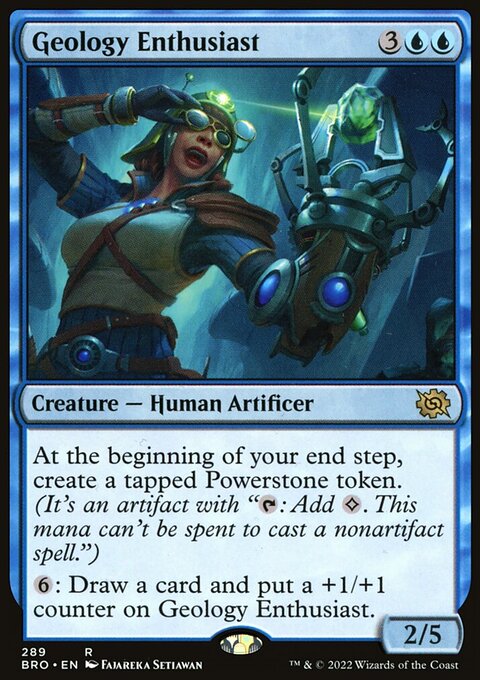 Geology Enthusiast 3
Creature — Human Artificer
At the beginning of your end step,
create a tapped Powerstone token.
(It's an artifact with “: Add . This
mana can't be spent to cast a nonartifact
spell.”)
6: Draw a card and put a +1/+1
counter on Geology Enthusiast.
2/5
289 R
BRO • EN Fajareka Setiawan
™ & © 2022 Wizards of the Coast